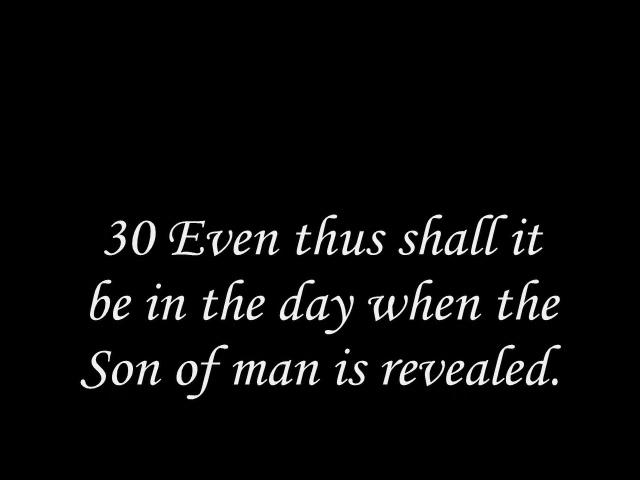 30 Even thus shall it
be in the day when the
Son of man is revealed.